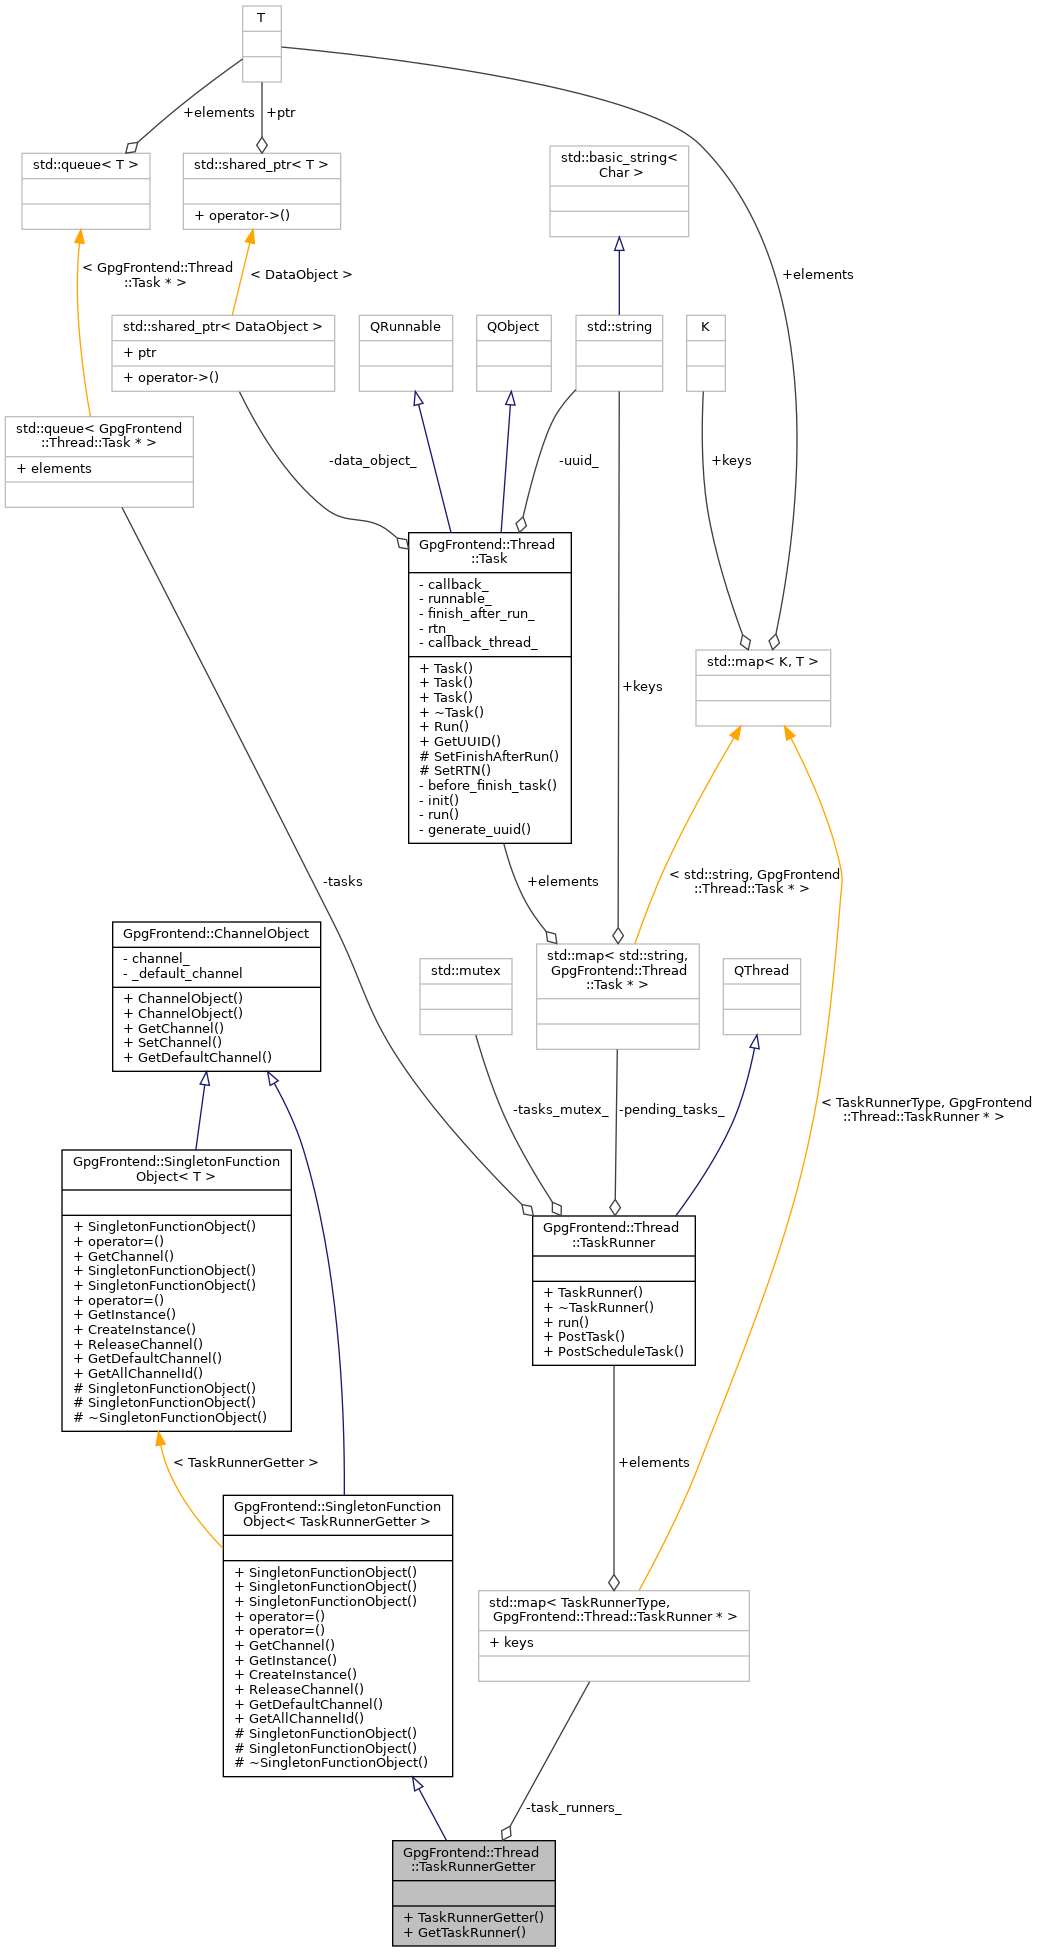 T
+elements
+ptr
std::queue< T >
std::shared_ptr< T >
+ operator->()
std::basic_string<
Char >
< GpgFrontend::Thread
::Task * >
< DataObject >
+elements
std::shared_ptr< DataObject >
+ ptr
+ operator->()
QRunnable
QObject
std::string
K
std::queue< GpgFrontend
::Thread::Task * >
+ elements
-data_object_
-uuid_
+keys
GpgFrontend::Thread
::Task
- callback_
- runnable_
- finish_after_run_
- rtn_
- callback_thread_
+ Task()
+ Task()
+ Task()
+ ~Task()
+ Run()
+ GetUUID()
# SetFinishAfterRun()
# SetRTN()
- before_finish_task()
- init()
- run()
- generate_uuid()
+keys
std::map< K, T >
-tasks
+elements
< std::string, GpgFrontend
::Thread::Task * >
GpgFrontend::ChannelObject
- channel_
- _default_channel
+ ChannelObject()
+ ChannelObject()
+ GetChannel()
+ SetChannel()
+ GetDefaultChannel()
std::mutex
std::map< std::string,
GpgFrontend::Thread
::Task * >
QThread
-tasks_mutex_
-pending_tasks_
< TaskRunnerType, GpgFrontend
::Thread::TaskRunner * >
GpgFrontend::SingletonFunction
Object< T >
+ SingletonFunctionObject()
+ operator=()
+ GetChannel()
+ SingletonFunctionObject()
+ SingletonFunctionObject()
+ operator=()
+ GetInstance()
+ CreateInstance()
+ ReleaseChannel()
+ GetDefaultChannel()
+ GetAllChannelId()
# SingletonFunctionObject()
# SingletonFunctionObject()
# ~SingletonFunctionObject()
GpgFrontend::Thread
::TaskRunner
+ TaskRunner()
+ ~TaskRunner()
+ run()
+ PostTask()
+ PostScheduleTask()
< TaskRunnerGetter >
+elements
GpgFrontend::SingletonFunction
Object< TaskRunnerGetter >
+ SingletonFunctionObject()
+ SingletonFunctionObject()
+ SingletonFunctionObject()
+ operator=()
+ operator=()
+ GetChannel()
+ GetInstance()
+ CreateInstance()
+ ReleaseChannel()
+ GetDefaultChannel()
+ GetAllChannelId()
# SingletonFunctionObject()
# SingletonFunctionObject()
# ~SingletonFunctionObject()
std::map< TaskRunnerType,
GpgFrontend::Thread::TaskRunner * >
+ keys
-task_runners_
GpgFrontend::Thread
::TaskRunnerGetter
+ TaskRunnerGetter()
+ GetTaskRunner()